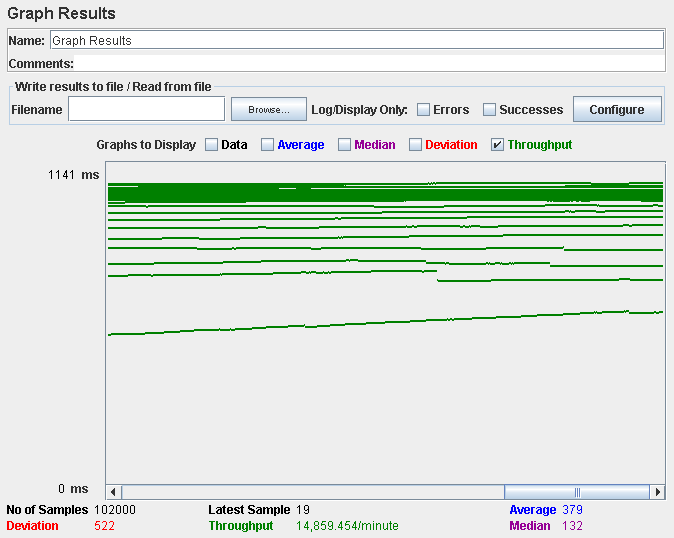 Graph Results
Name: Graph Results
Comments:
Write results to file / Read from file
Filename Browse... Log/Display Only: Errors Successes Configure
Graphs to Display Data Average Median Deviation Throughput
1141 ms
0 ms
No of Samples 102000 Latest Sample 19 Average 379
Deviation 522 Throughput 14,859.454/minute Median 132